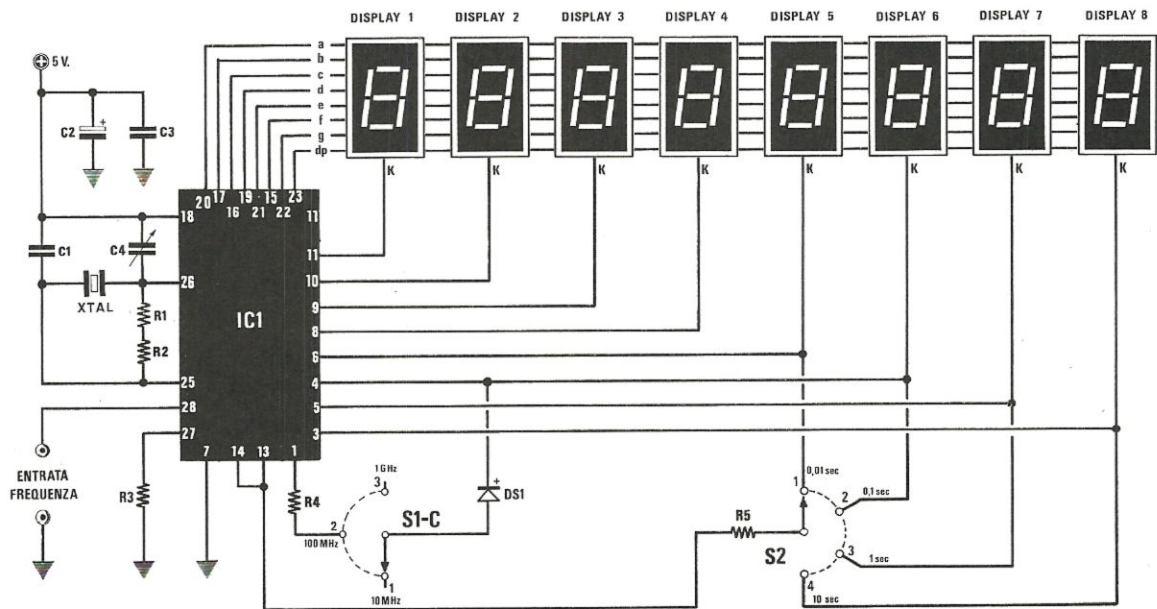 DISPLAY 1 DISPLAY 2 DISPLAY 3 DISPLAY 4 DISPLAY 5 DISPLAY 6 DISPLAY 7 DISPLAY 8
5 V.
a
b
c
d
e
f
g
dp
C2 + C3
K K K K K K K K
20 17 16 19 21 15 22 23
18 11
C1 C4
11
26 10
XTAL
9
R1
IC1
8
R2
6
25 4
28 5
27 3
7 14 13 1
ENTRATA
FREQUENZA
R3
R4
1 GHz
3
S1-C
2
100 MHz
1
10 MHz
+
DS1
R5
S2
1
0,01 sec
2
0,1 sec
3
1 sec
4
10 sec